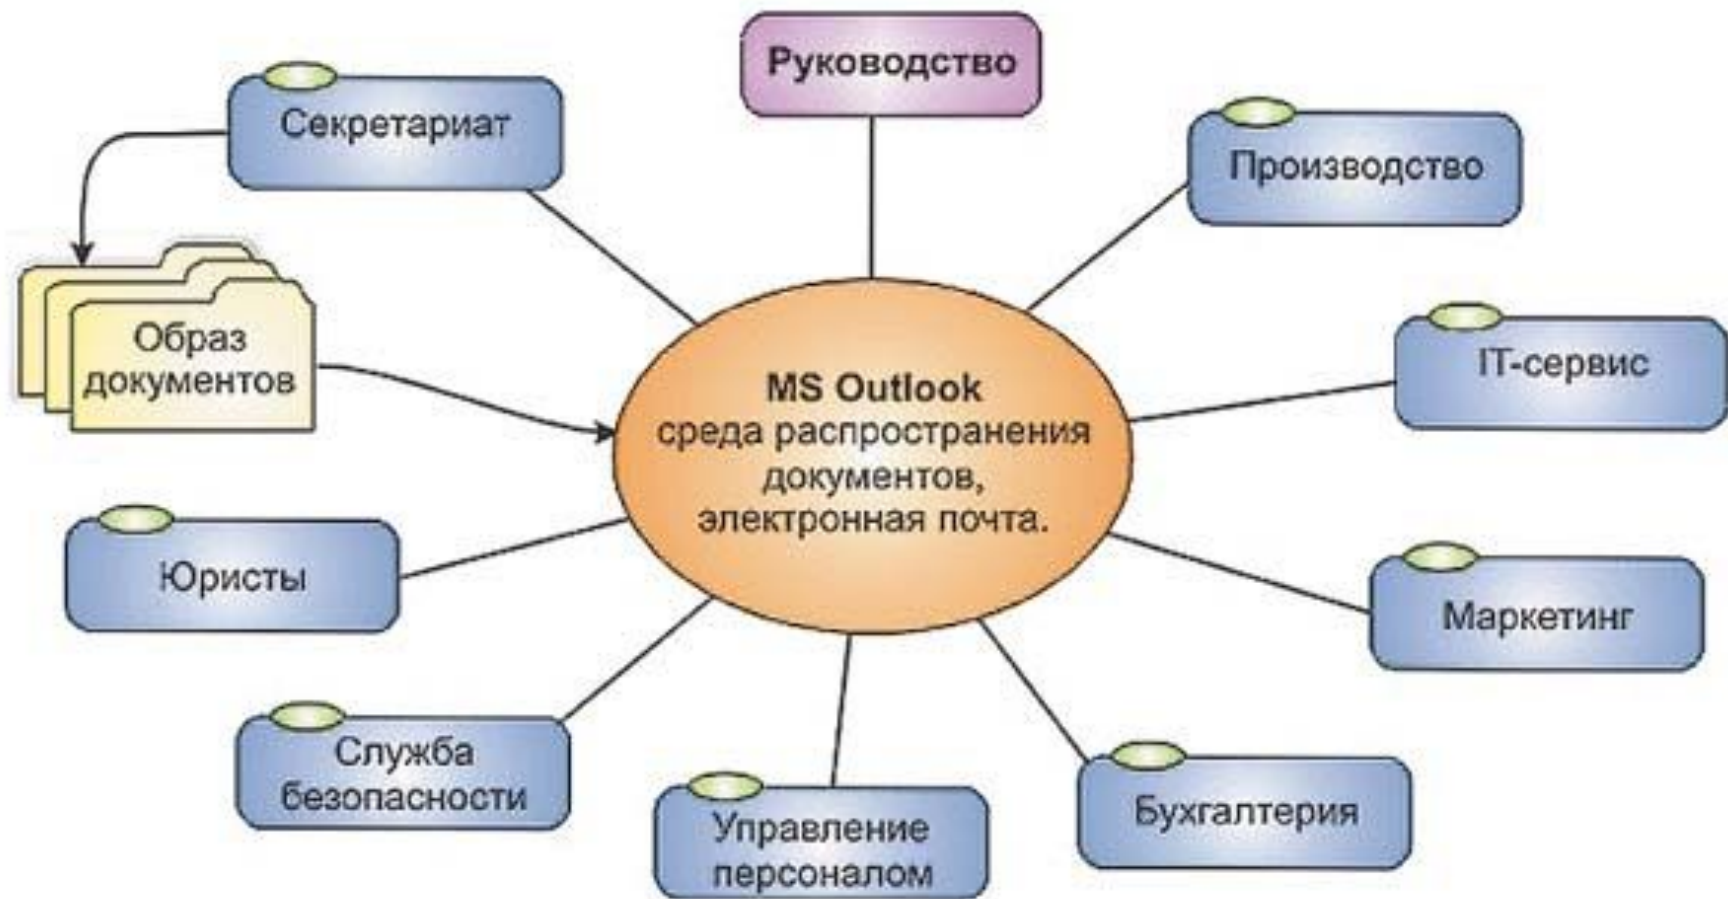 Руководство
Секретариат
Производство
Образ
документов
IT-сервис
MS Outlook
среда распространения
документов,
электронная почта.
Юристы
Маркетинг
Служба
безопасности
Управление
персоналом
Бухгалтерия